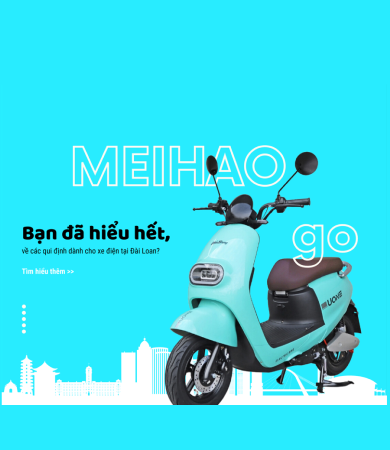 MEIHAO
go
Bạn đã hiểu hết,
về các qui định dành cho xe điện tại Đài Loan?
Tìm hiểu thêm >>